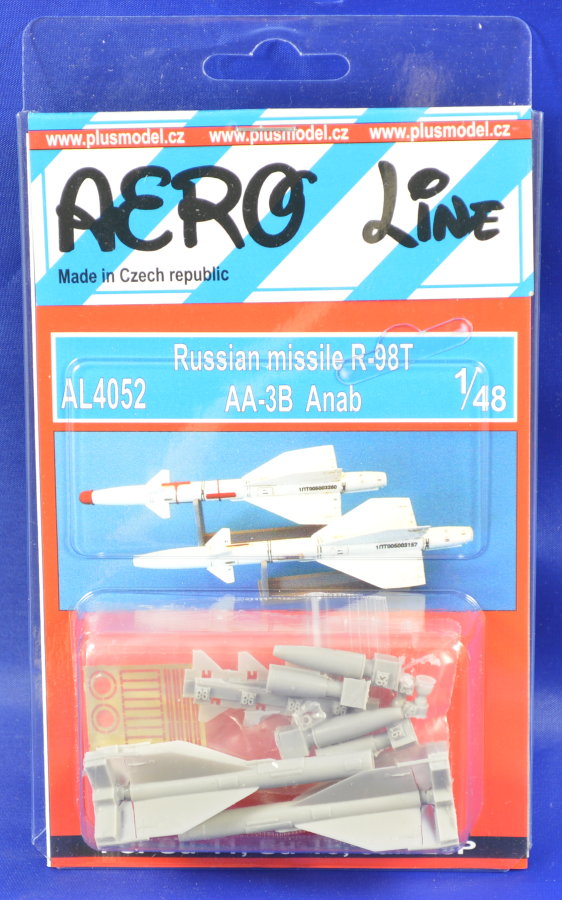 www.plusmodel.cz www.plusmodel.cz www.plusmodel.cz
AERO Line
Made in Czech republic
Russian missile R-98T
AL4052 AA-3B Anab 1/48